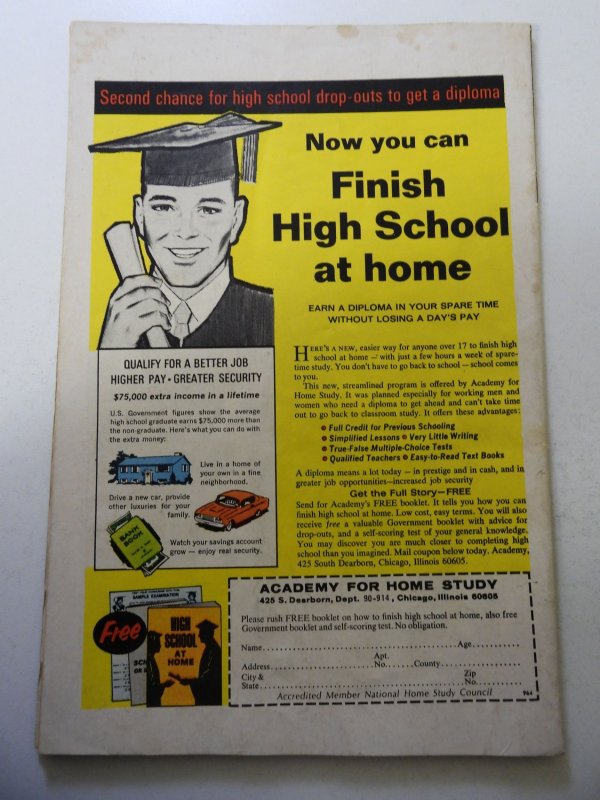 Second chance for high school drop-outs to get a diploma
Now you can
Finish
High School
at home
EARN A DIPLOMA IN YOUR SPARE TIME
WITHOUT LOSING A DAY'S PAY
QUALIFY FOR A BETTER JOB
HIGHER PAY • GREATER SECURITY
$75,000 extra income in a lifetime
U.S. Government figures show the average
high school graduate earns $75,000 more than
the non-graduate. Here's what you can do with
the extra money:
Live in a home of
your own in a fine
neighborhood.
Drive a new car, provide
other luxuries for your
family.
BANK
BOOK
Watch your savings account
grow — enjoy real security.
HERE'S A NEW, easier way for anyone over 17 to finish high
school at home — with just a few hours a week of spare-
time study. You don't have to go back to school — school comes
to you.
This new, streamlined program is offered by Academy for
Home Study. It was planned especially for working men and
women who need a diploma to get ahead and can't take time
out to go back to classroom study. It offers these advantages:
• Full Credit for Previous Schooling
• Simplified Lessons • Very Little Writing
• True-False Multiple-Choice Tests
• Qualified Teachers • Easy-to-Read Text Books
A diploma means a lot today — in prestige and in cash, and in
greater job opportunities—increased job security
Get the Full Story—FREE
Send for Academy's FREE booklet. It tells you how you can
finish high school at home. Low cost, easy terms. You will also
receive free a valuable Government booklet with advice for
drop-outs, and a self-scoring test of your general knowledge.
You may discover you are much closer to completing high
school than you imagined. Mail coupon below today. Academy,
425 South Dearborn, Chicago, Illinois 60605.
Free
SAMPLE EXAMINATION
HIGH
SCHOOL
AT HOME
ACADEMY FOR HOME STUDY
425 S. Dearborn, Dept. 90-914, Chicago, Illinois 60605
Please rush FREE booklet on how to finish high school at home, also free
Government booklet and self-scoring test. No obligation.
Name Age
Apt.
Address No. County
City & Zip
State No.
Accredited Member National Home Study Council